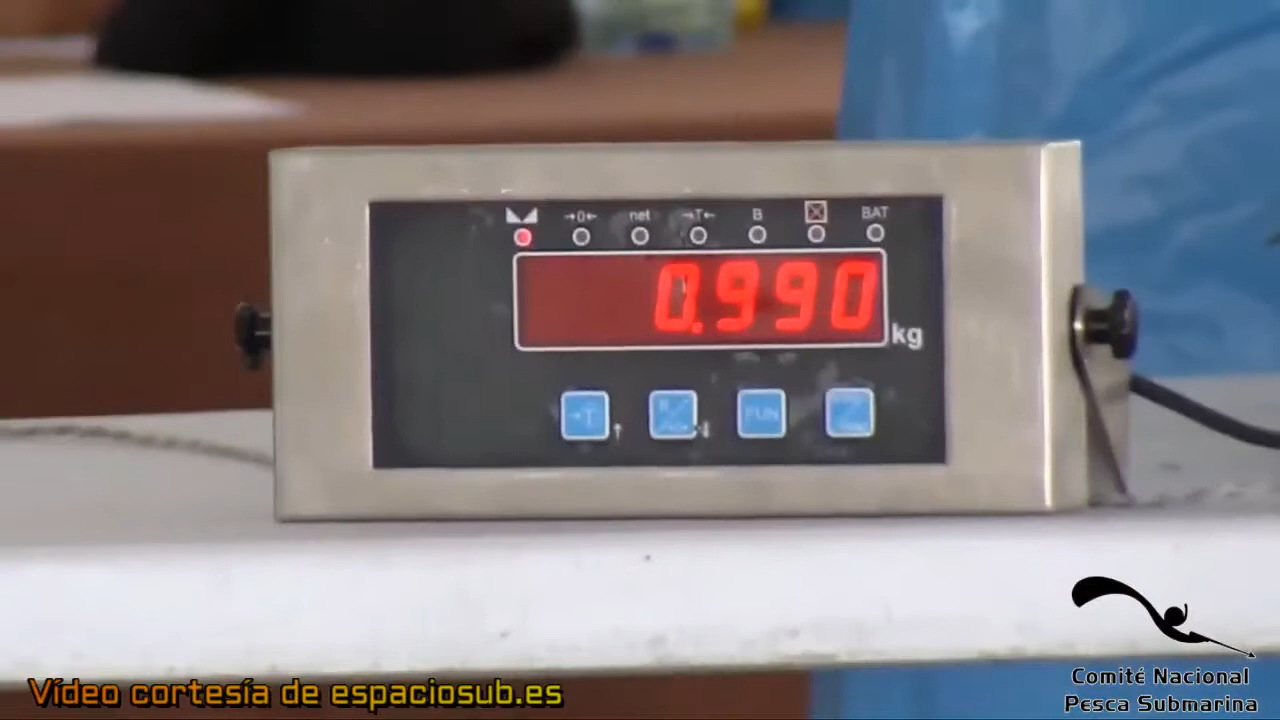 →0← net →T← B BAT
0.990
kg
→T FUN
Vídeo cortesía de espaciosub.es
Comité Nacional
Pesca Submarina